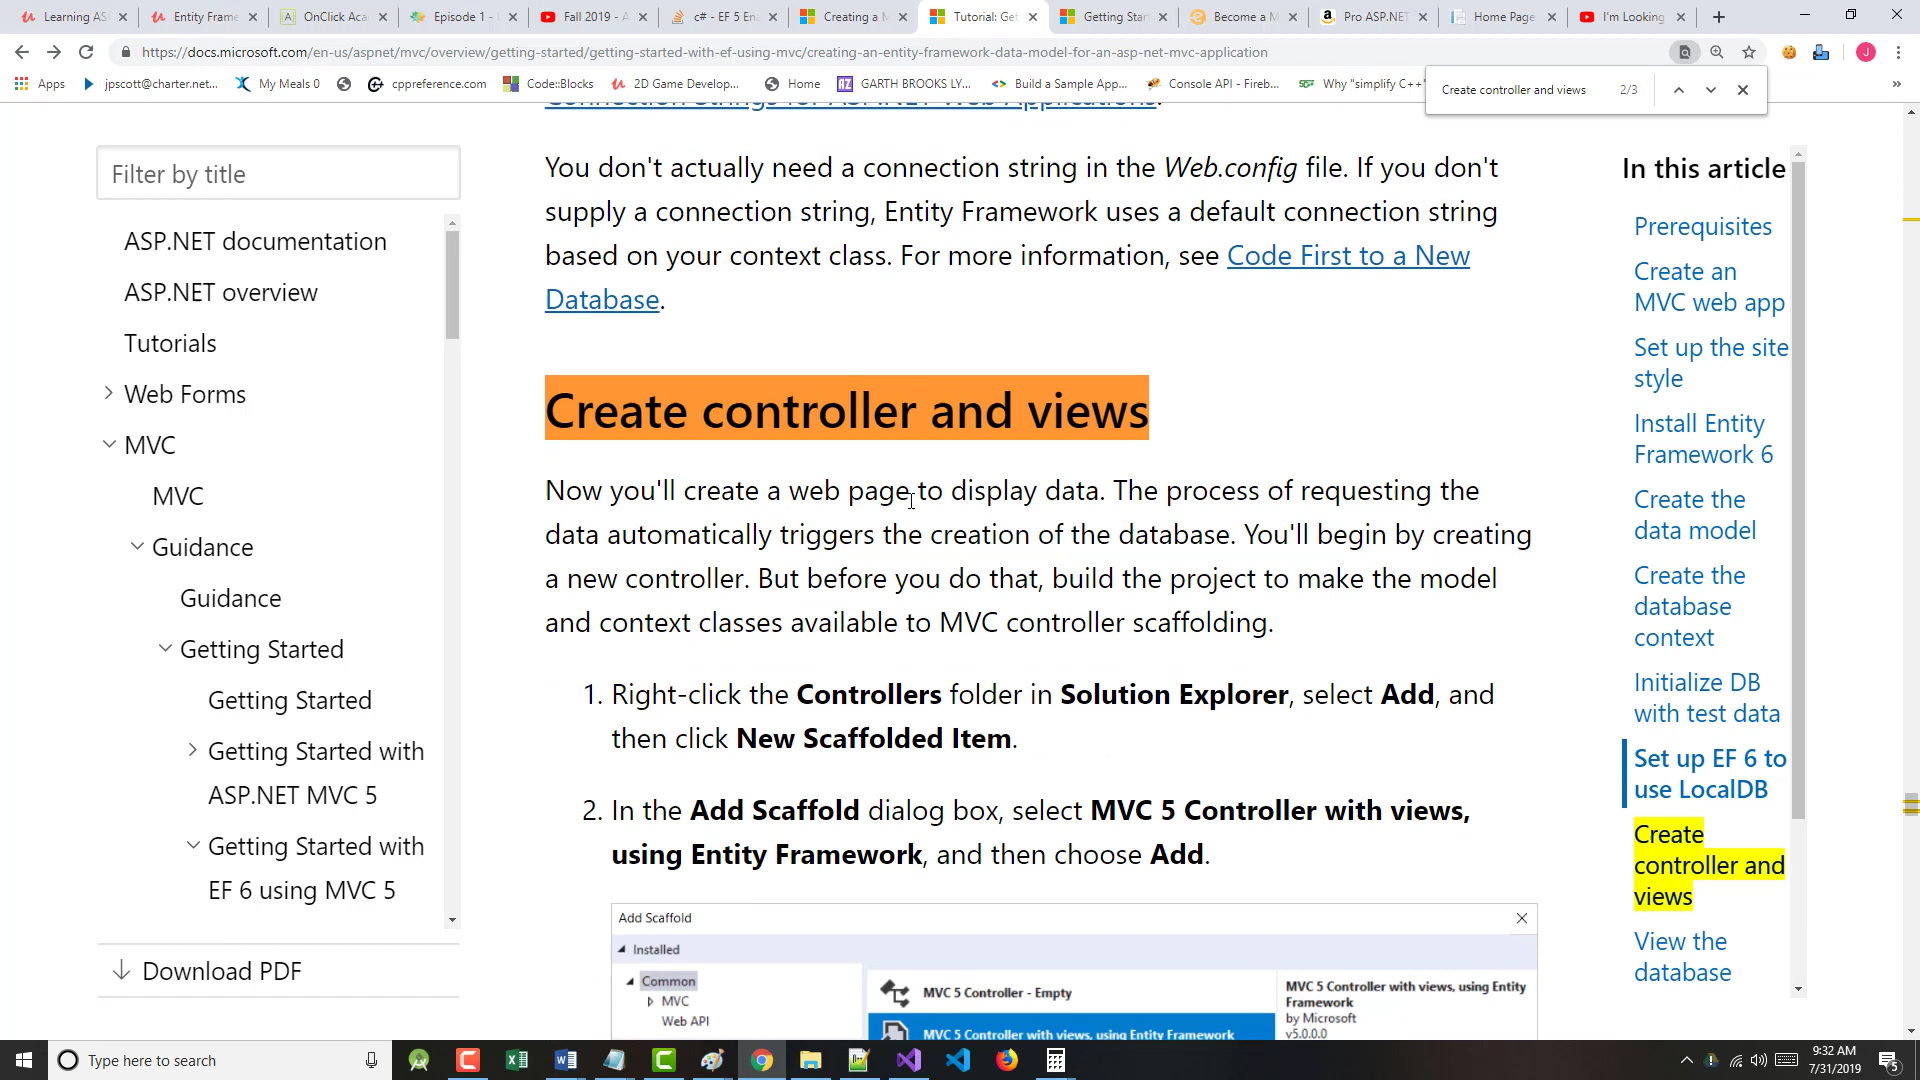 Learning AS
Entity Frame
OnClick Aca
Episode 1 -
Fall 2019 - A
c# - EF 5 En
Creating a M
Tutorial: Get
Getting Star
Become a M
Pro ASP.NET
Home Page
I'm Looking
https://docs.microsoft.com/en-us/aspnet/mvc/overview/getting-started/getting-started-with-ef-using-mvc/creating-an-entity-framework-data-model-for-an-asp-net-mvc-application
J
Apps
jpscott@charter.net...
My Meals 0
cppreference.com
Code::Blocks
2D Game Develop...
Home
GARTH BROOKS LY...
Build a Sample App...
Console API - Fireb...
Why "simplify C++"
»
Create controller and views 2/3
Connection Strings for ASP.NET Web Applications.
Filter by title
ASP.NET documentation
ASP.NET overview
Tutorials
Web Forms
MVC
MVC
Guidance
Guidance
Getting Started
Getting Started
Getting Started with
ASP.NET MVC 5
Getting Started with
EF 6 using MVC 5
Download PDF
You don't actually need a connection string in the Web.config file. If you don't
supply a connection string, Entity Framework uses a default connection string
based on your context class. For more information, see Code First to a New
Database.
Create controller and views
Now you'll create a web page to display data. The process of requesting the
data automatically triggers the creation of the database. You'll begin by creating
a new controller. But before you do that, build the project to make the model
and context classes available to MVC controller scaffolding.
1. Right-click the Controllers folder in Solution Explorer, select Add, and
then click New Scaffolded Item.
2. In the Add Scaffold dialog box, select MVC 5 Controller with views,
using Entity Framework, and then choose Add.
Add Scaffold
Installed
Common
MVC
Web API
MVC 5 Controller - Empty
MVC 5 Controller with views, using Entity Framework
MVC 5 Controller with views, using Entity
Framework
by Microsoft
v5.0.0.0
In this article
Prerequisites
Create an
MVC web app
Set up the site
style
Install Entity
Framework 6
Create the
data model
Create the
database
context
Initialize DB
with test data
Set up EF 6 to
use LocalDB
Create
controller and
views
View the
database
Type here to search
9:32 AM
7/31/2019
5